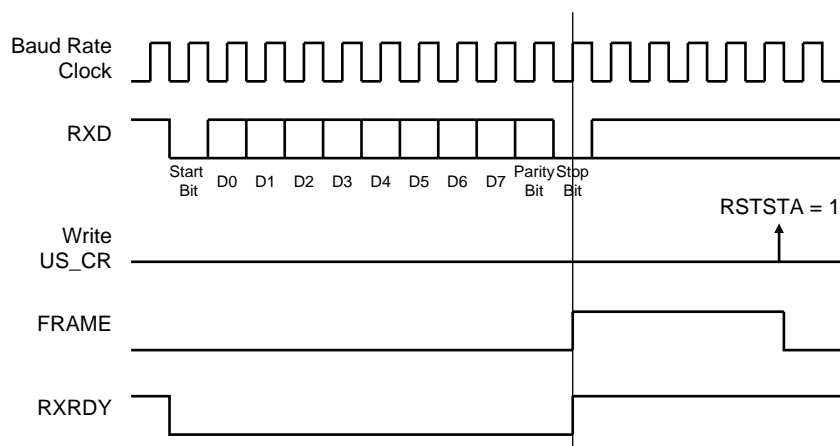 Baud Rate
Clock
RXD
Start
Bit
D0
D1
D2
D3
D4
D5
D6
D7
Parity
Bit
Stop
Bit
RSTSTA = 1
Write
US_CR
FRAME
RXRDY